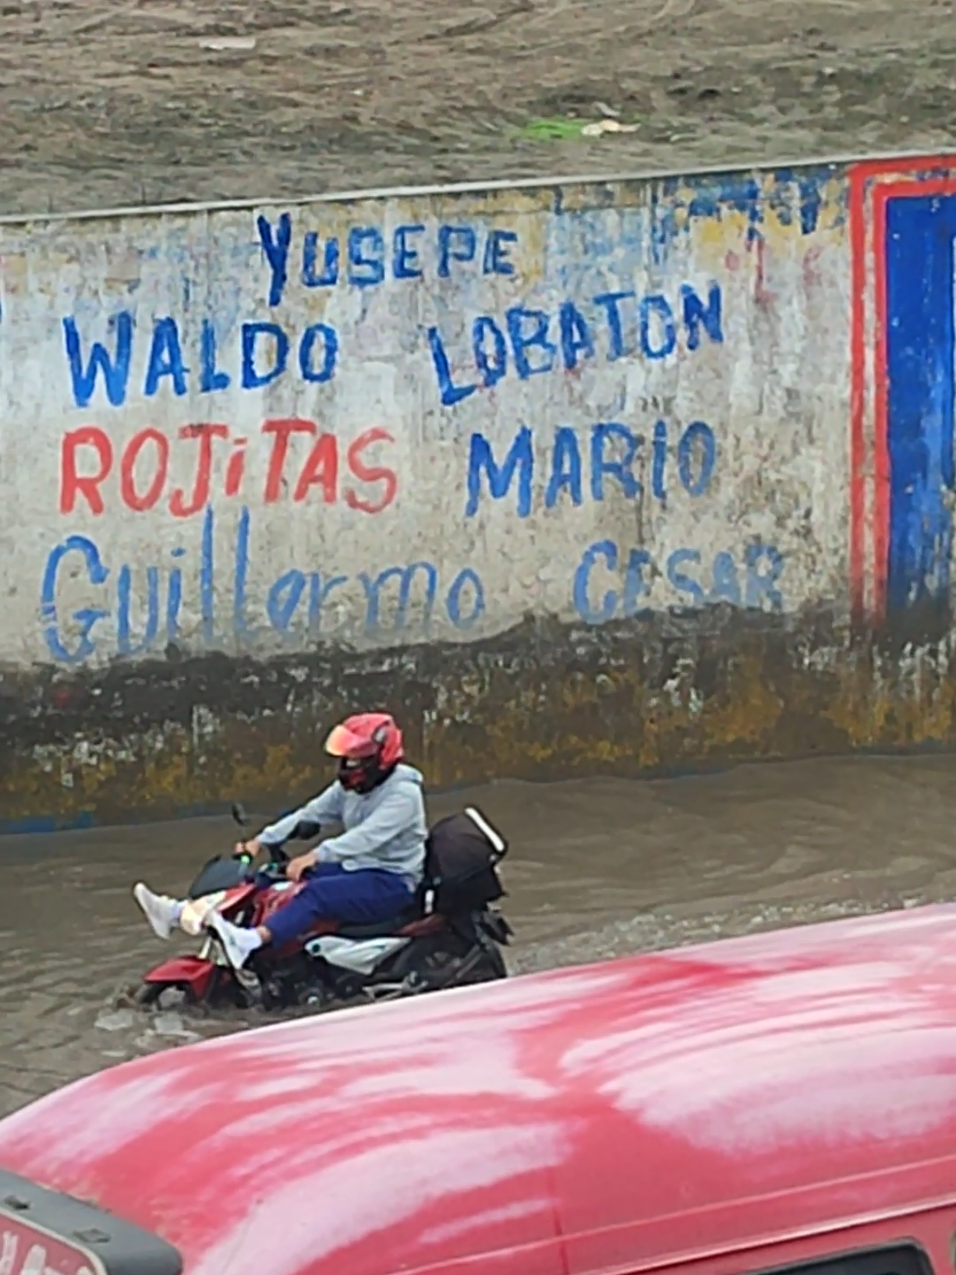 YUSEPE
WALDO LOBATON
ROJiTAS MARIO
Guillermo CESAR